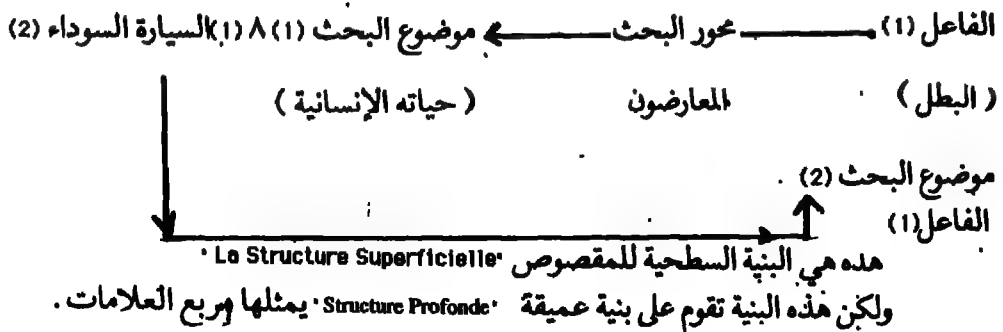 الفاعل (1) محور البحث موضوع البحث (1) ٨ (1)السيارة السوداء (2)
( البطل ) المعارضون ( حياته الإنسانية )
موضوع البحث (2)
الفاعل(1)
هذه هي البنية السطحية للمقصوص "La Structure Superficielle"
ولكن هذه البنية تقوم على بنية عميقة "Structure Profonde" يمثلها مربع العلامات.